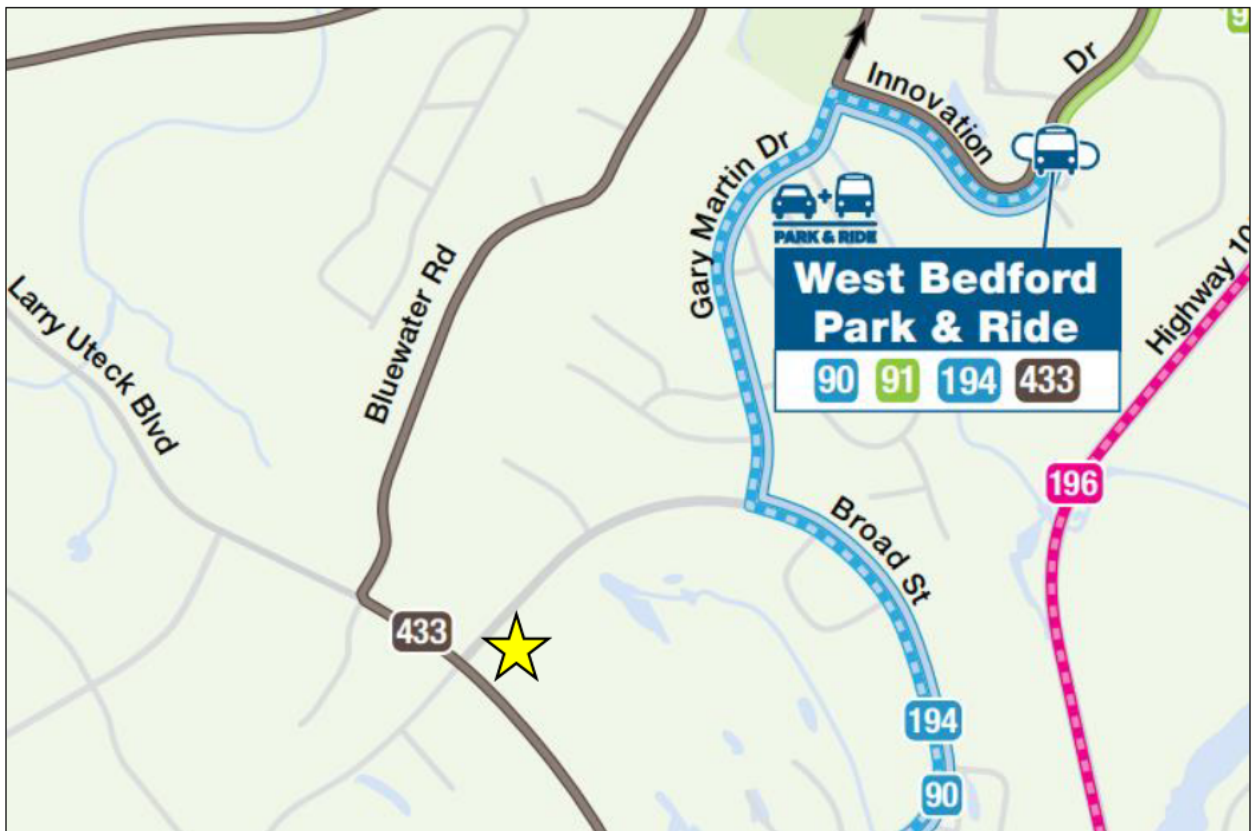 9
Innovation
Dr
Gary Martin Dr
PARK & RIDE
West Bedford
Park & Ride
90 91 194 433
Highway 10
Larry Uteck Blvd
Bluewater Rd
196
Broad St
433
194
90